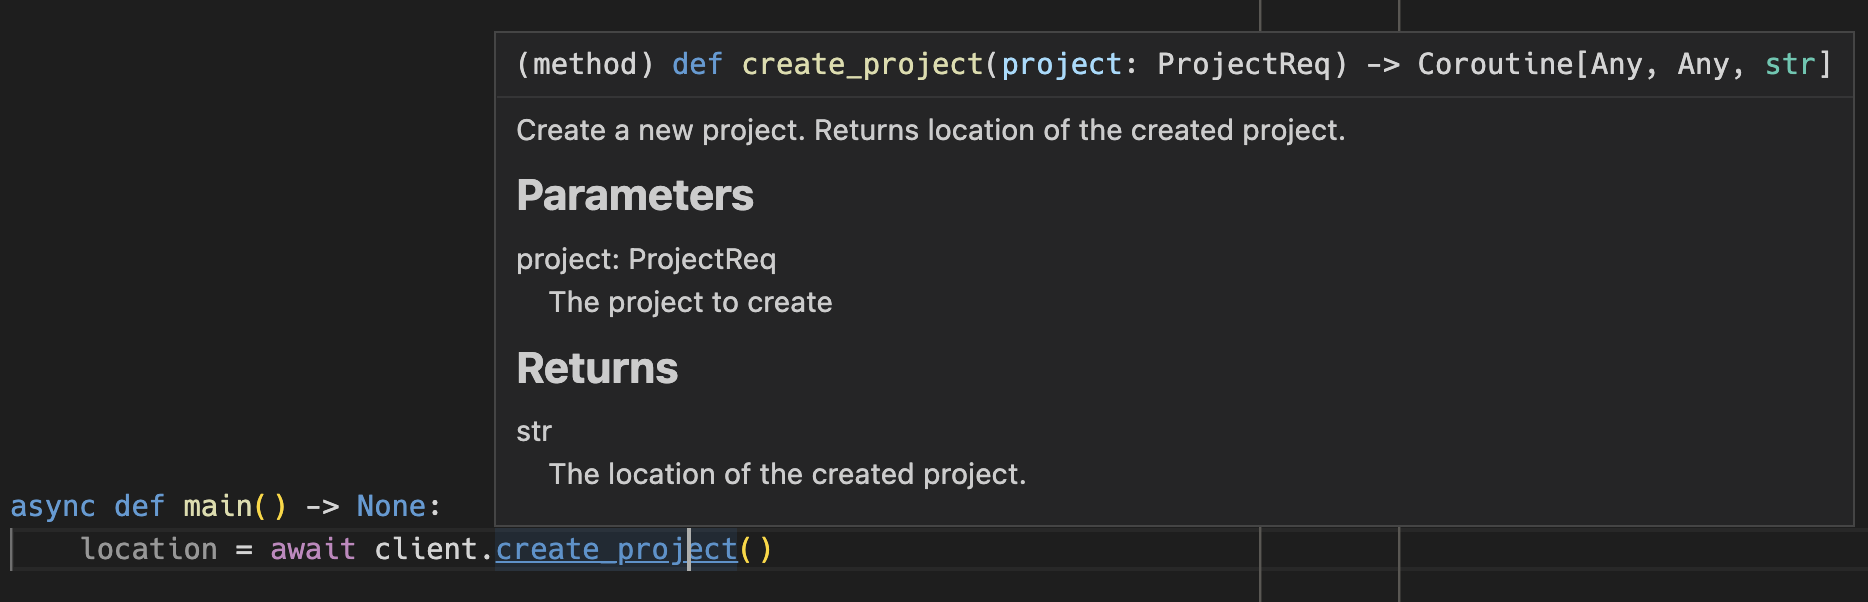 (method) def create_project(project: ProjectReq) -> Coroutine[Any, Any, str]
Create a new project. Returns location of the created project.
Parameters
project: ProjectReq
The project to create
Returns
str
The location of the created project.
async def main() -> None:
location = await client.create_project()